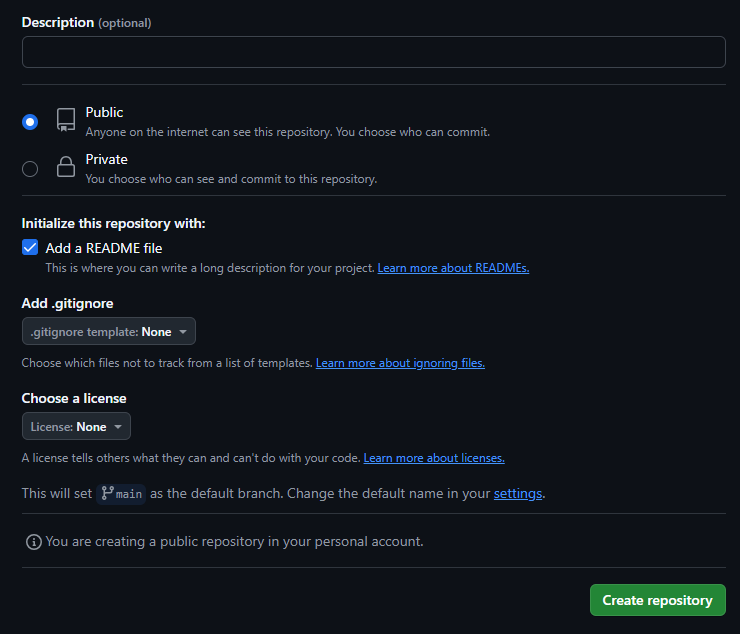 Description (optional)
Public
Anyone on the internet can see this repository. You choose who can commit.
Private
You choose who can see and commit to this repository.
Initialize this repository with:
Add a README file
This is where you can write a long description for your project. Learn more about READMEs.
Add .gitignore
.gitignore template: None
Choose which files not to track from a list of templates. Learn more about ignoring files.
Choose a license
License: None
A license tells others what they can and can't do with your code. Learn more about licenses.
This will set main as the default branch. Change the default name in your settings.
You are creating a public repository in your personal account.
Create repository